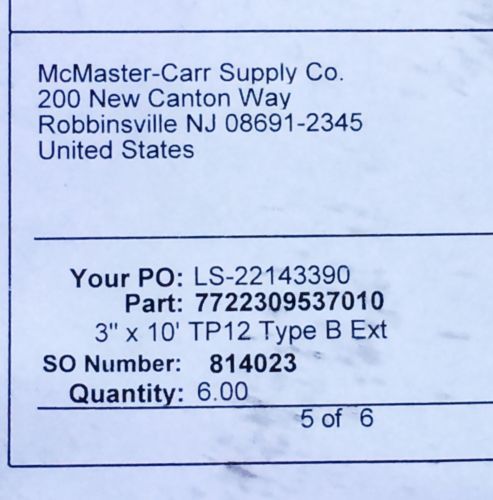 McMaster-Carr Supply Co.
200 New Canton Way
Robbinsville NJ 08691-2345
United States
Your PO: LS-22143390
Part: 7722309537010
3" x 10' TP12 Type B Ext
SO Number: 814023
Quantity: 6.00
5 of 6